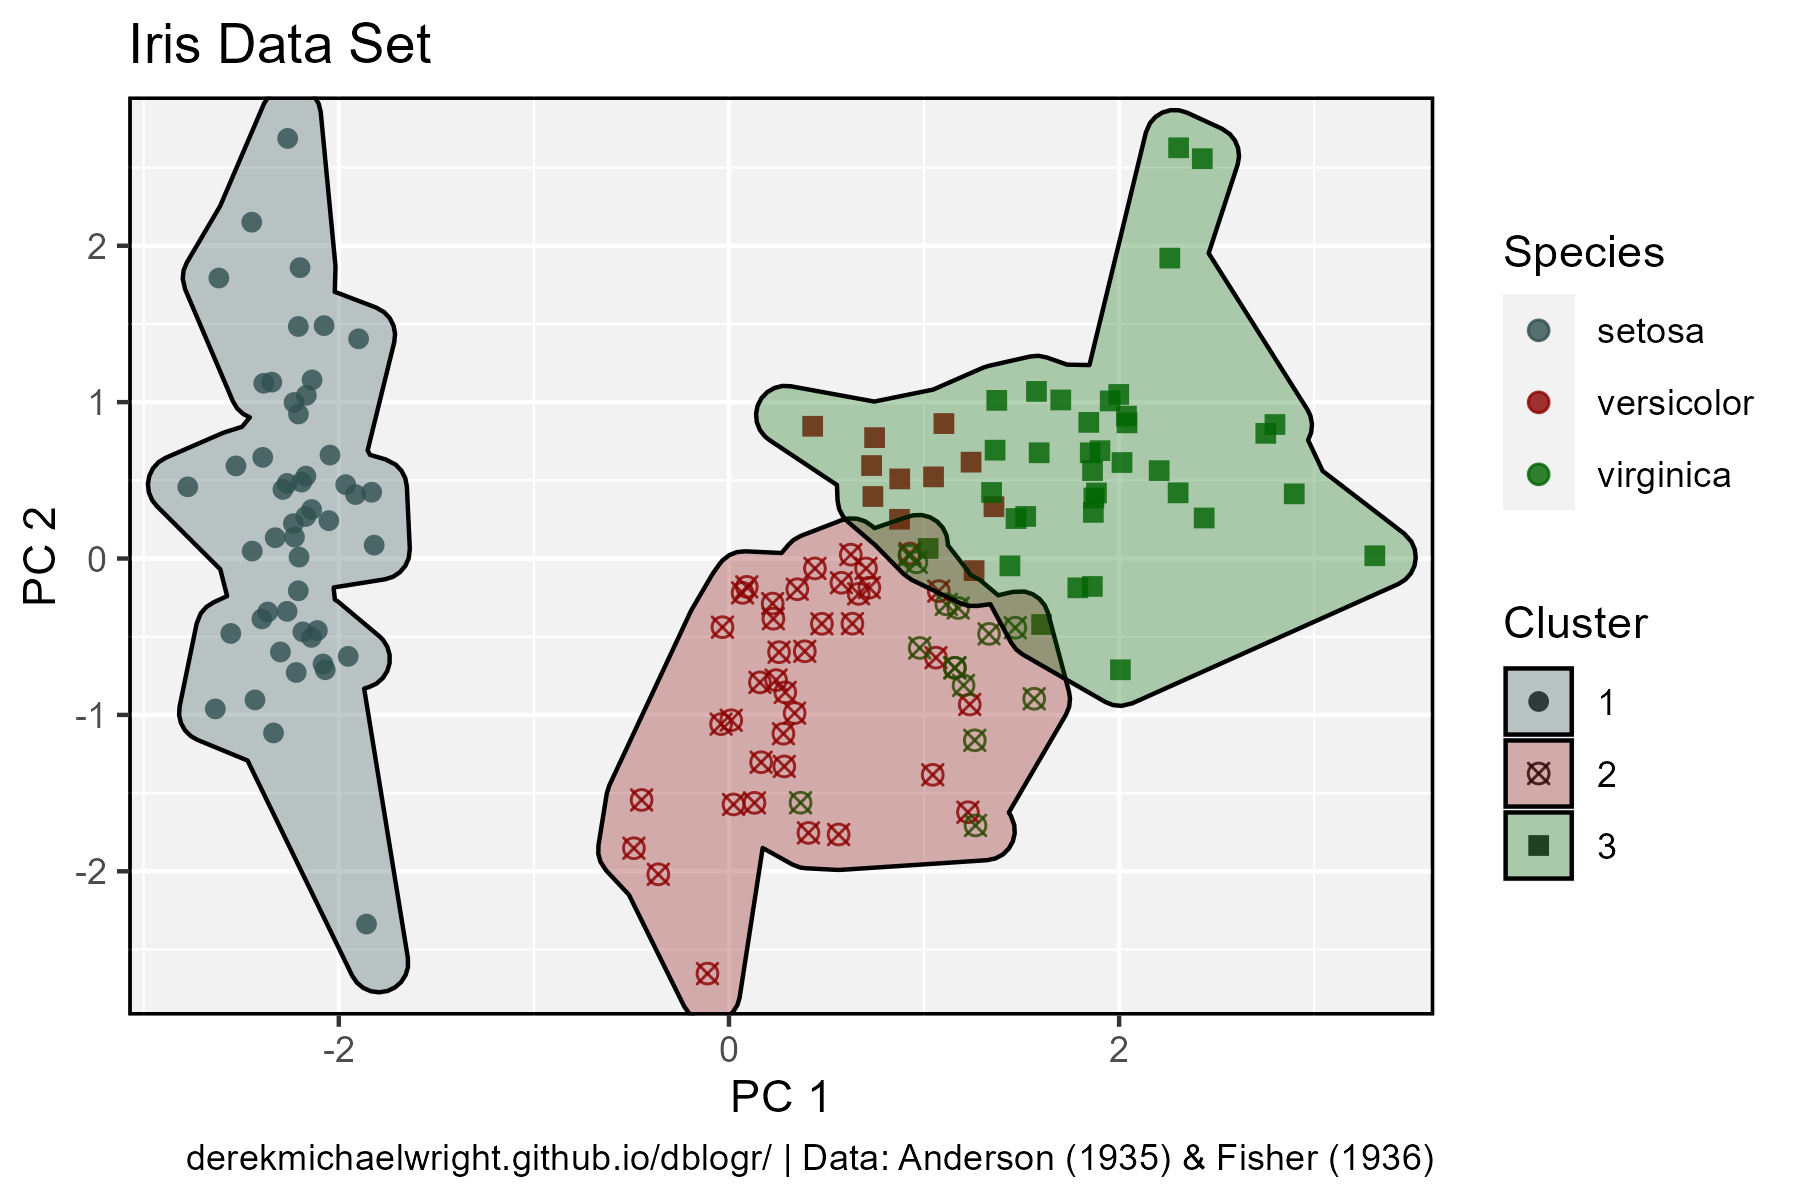 Iris Data Set
PC 2
2
1
0
-1
-2
-2
0
2
PC 1
Species
setosa
versicolor
virginica
Cluster
1
2
3
derekmichaelwright.github.io/dblogr/ | Data: Anderson (1935) & Fisher (1936)